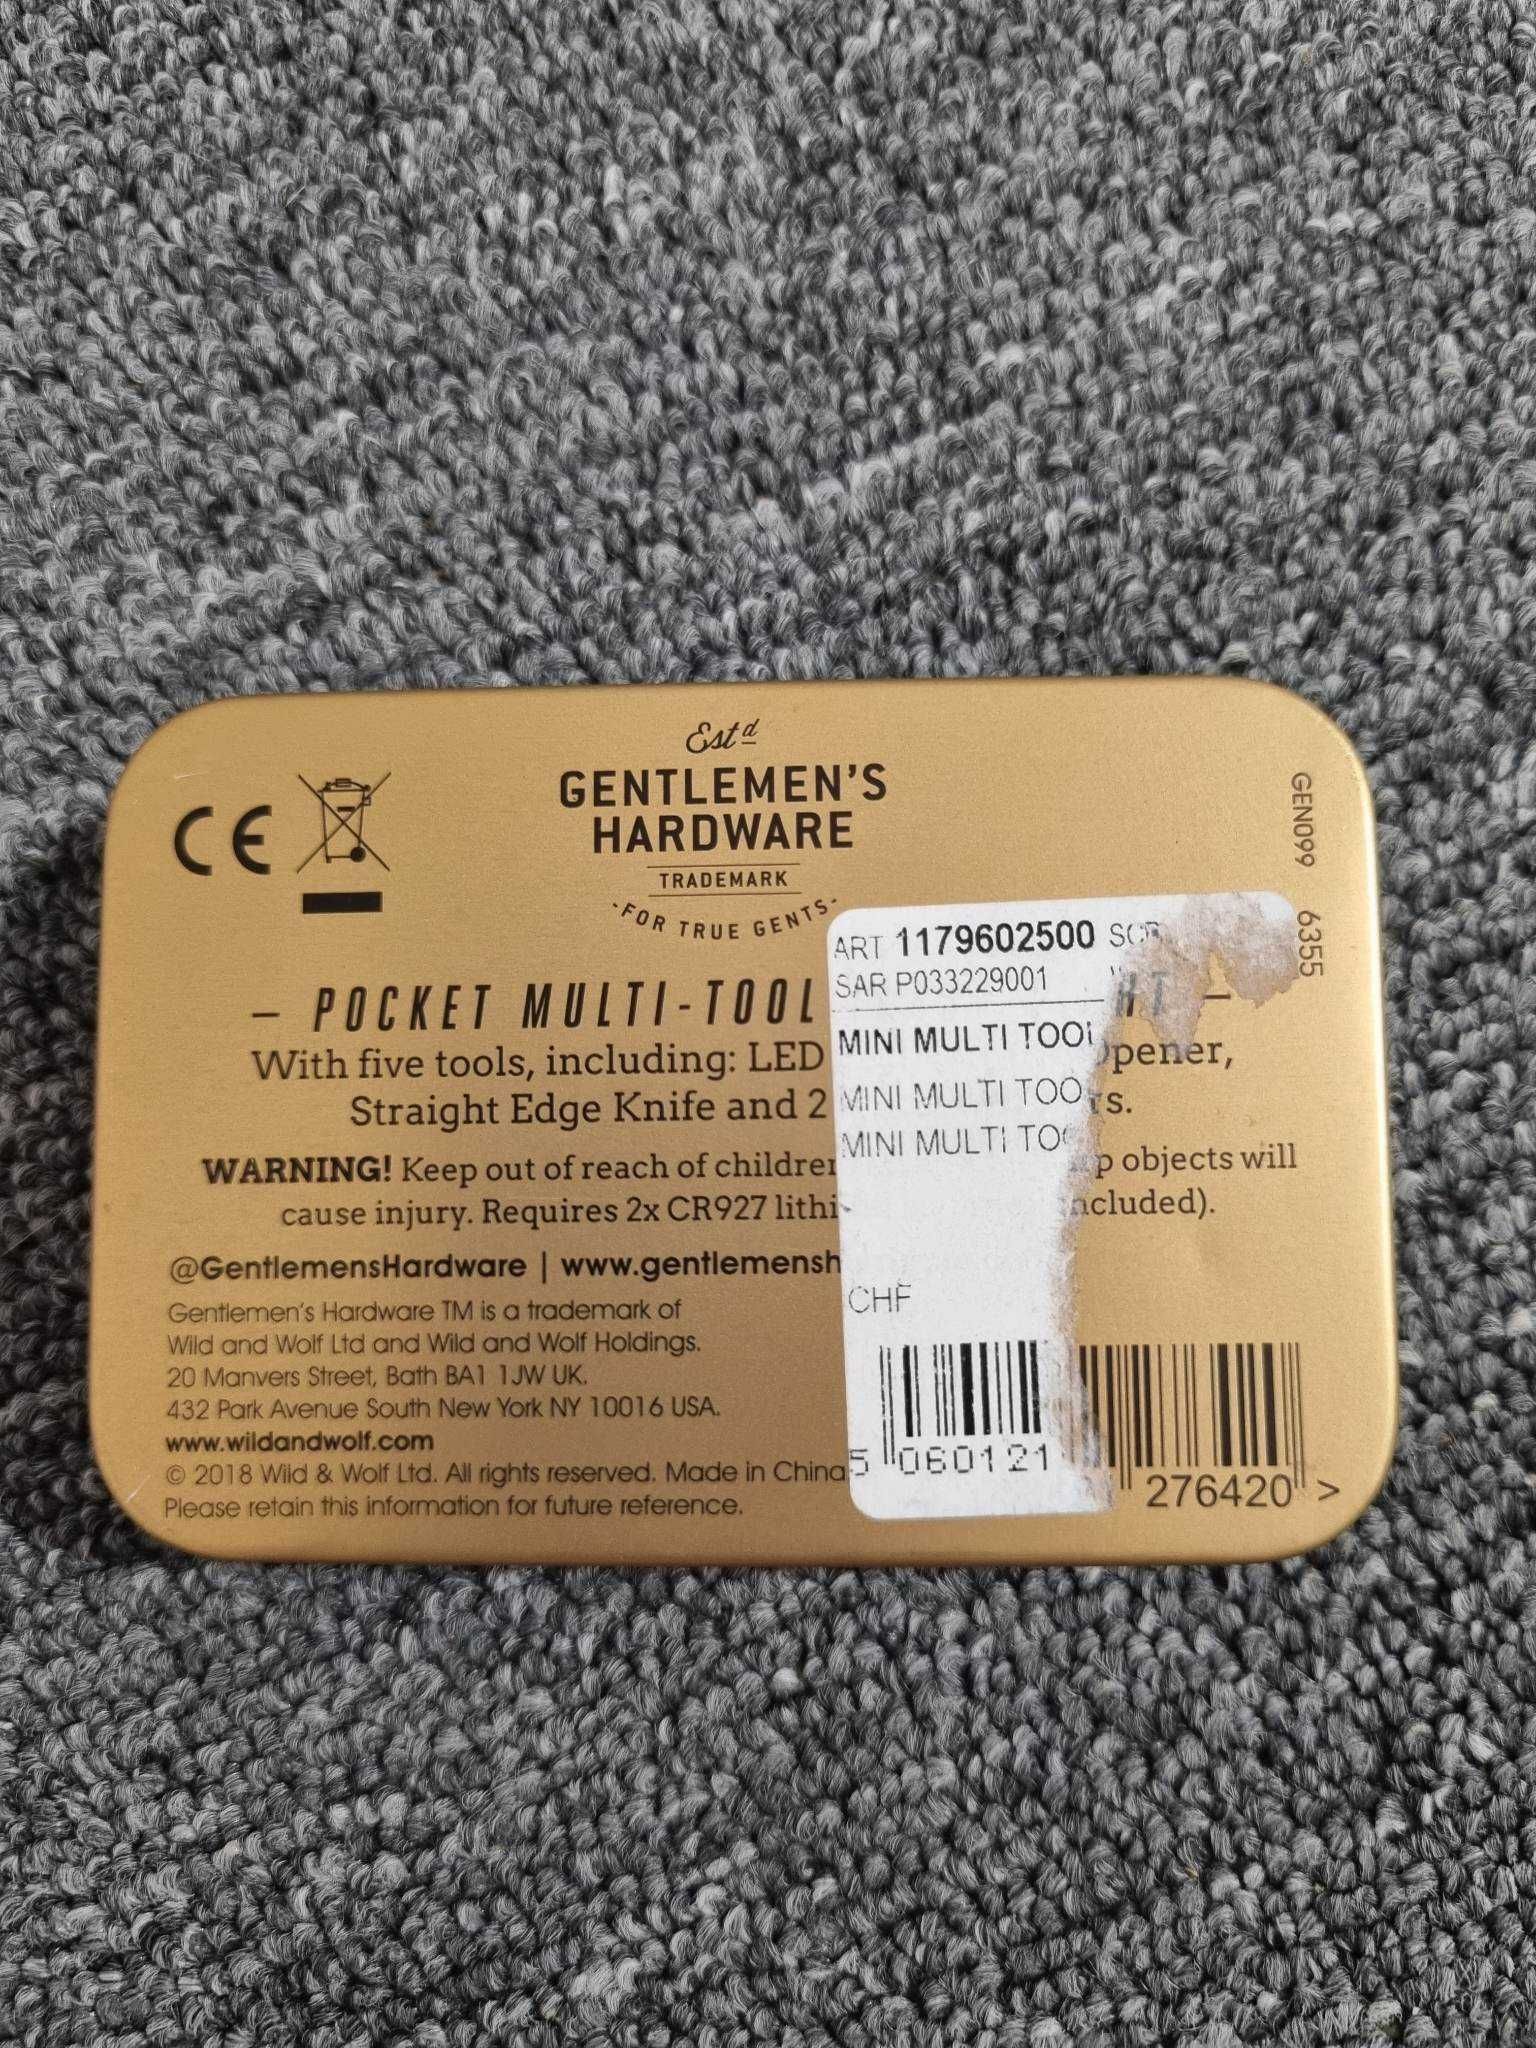 Estd
GENTLEMEN'S
HARDWARE
TRADEMARK
·FOR TRUE GENTS·
CE
GEN099 6355
ART 1179602500
SAR P033229001
MINI MULTI TOOL
MINI MULTI TOO
MINI MULTI TO
CHF
5 060121
276420 >
– POCKET MULTI-TOOL HT –
With five tools, including: LED pener,
Straight Edge Knife and 2 rs.
WARNING! Keep out of reach of childre p objects will
cause injury. Requires 2x CR927 lithi ncluded).
@GentlemensHardware | www.gentlemensh
Gentlemen's Hardware TM is a trademark of
Wild and Wolf Ltd and Wild and Wolf Holdings.
20 Manvers Street, Bath BA1 1JW UK.
432 Park Avenue South New York NY 10016 USA.
www.wildandwolf.com
© 2018 Wild & Wolf Ltd. All rights reserved. Made in China
Please retain this information for future reference.